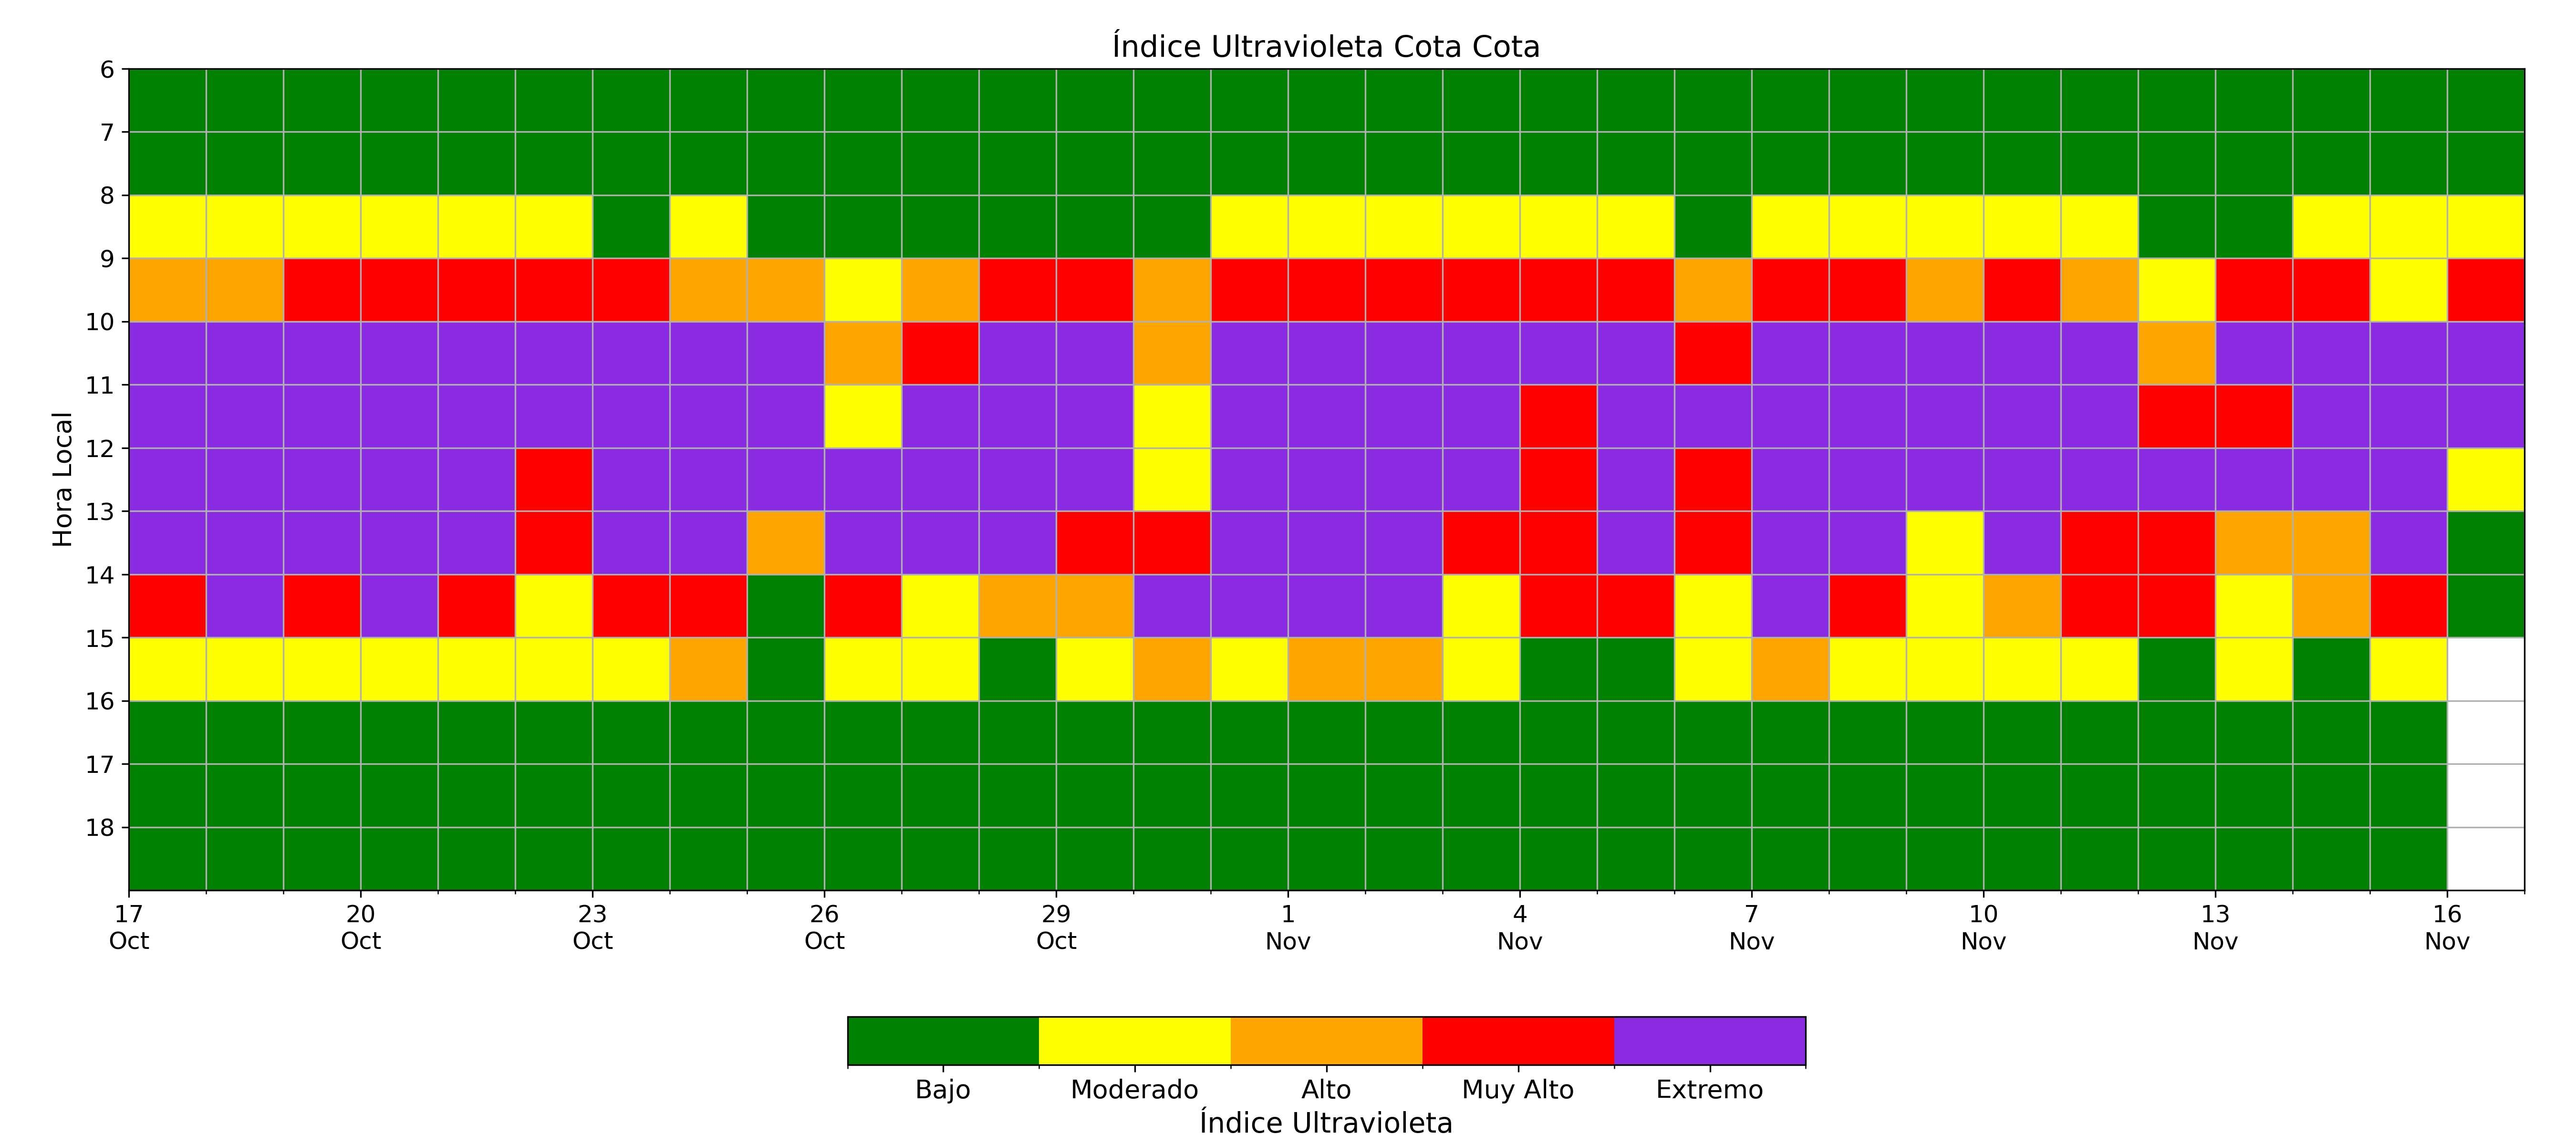 Índice Ultravioleta Cota Cota
6
7
8
9
10
11
12
13
14
15
16
17
18
Hora Local
17 20 23 26 29 1 4 7 10 13 16
Oct Oct Oct Oct Oct Nov Nov Nov Nov Nov Nov
Bajo Moderado Alto Muy Alto Extremo
Índice Ultravioleta